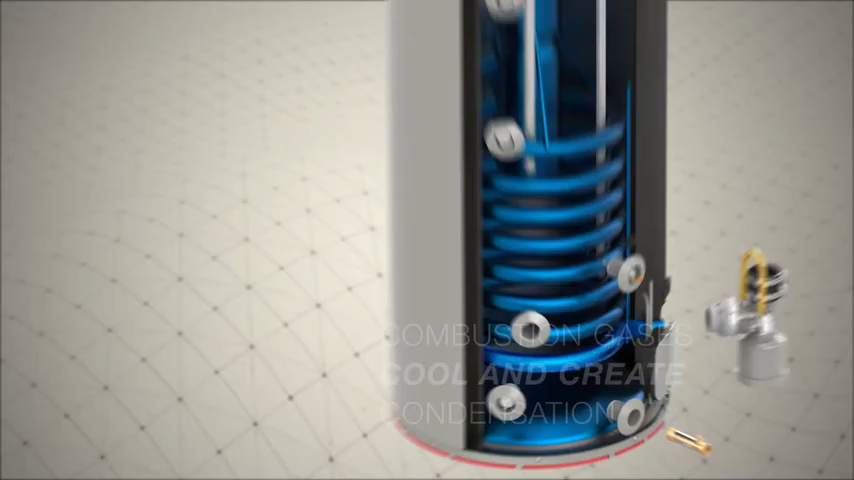 COMBUSTION GASES
COOL AND CREATE
CONDENSATION